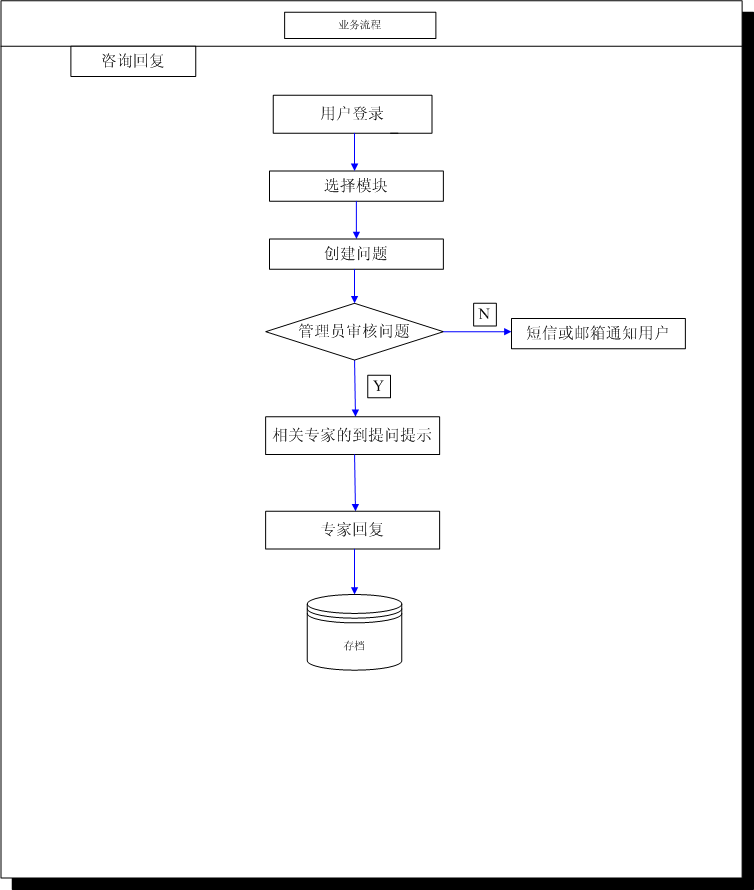 业务流程
咨询回复
用户登录
选择模块
创建问题
管理员审核问题
N
短信或邮箱通知用户
Y
相关专家的到提问提示
专家回复
存档